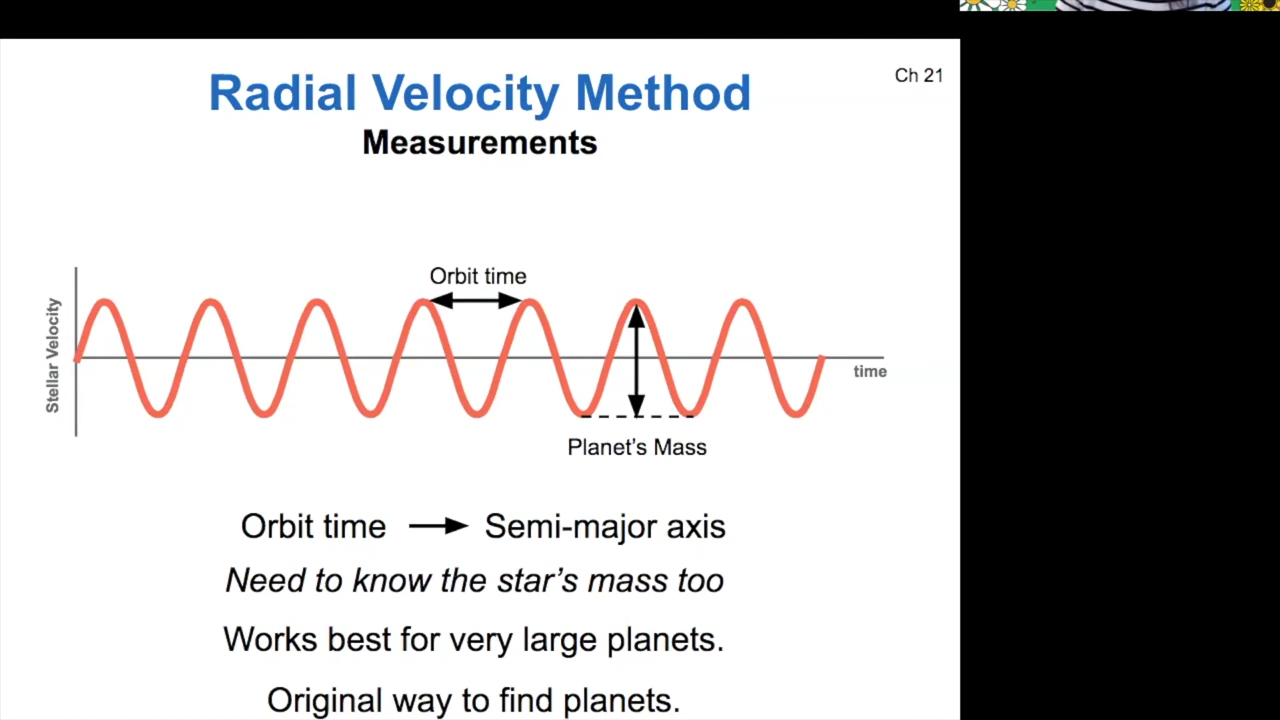 Ch 21
Radial Velocity Method
Measurements
Orbit time
Stellar Velocity
time
Planet's Mass
Orbit time → Semi-major axis
Need to know the star's mass too
Works best for very large planets.
Original way to find planets.